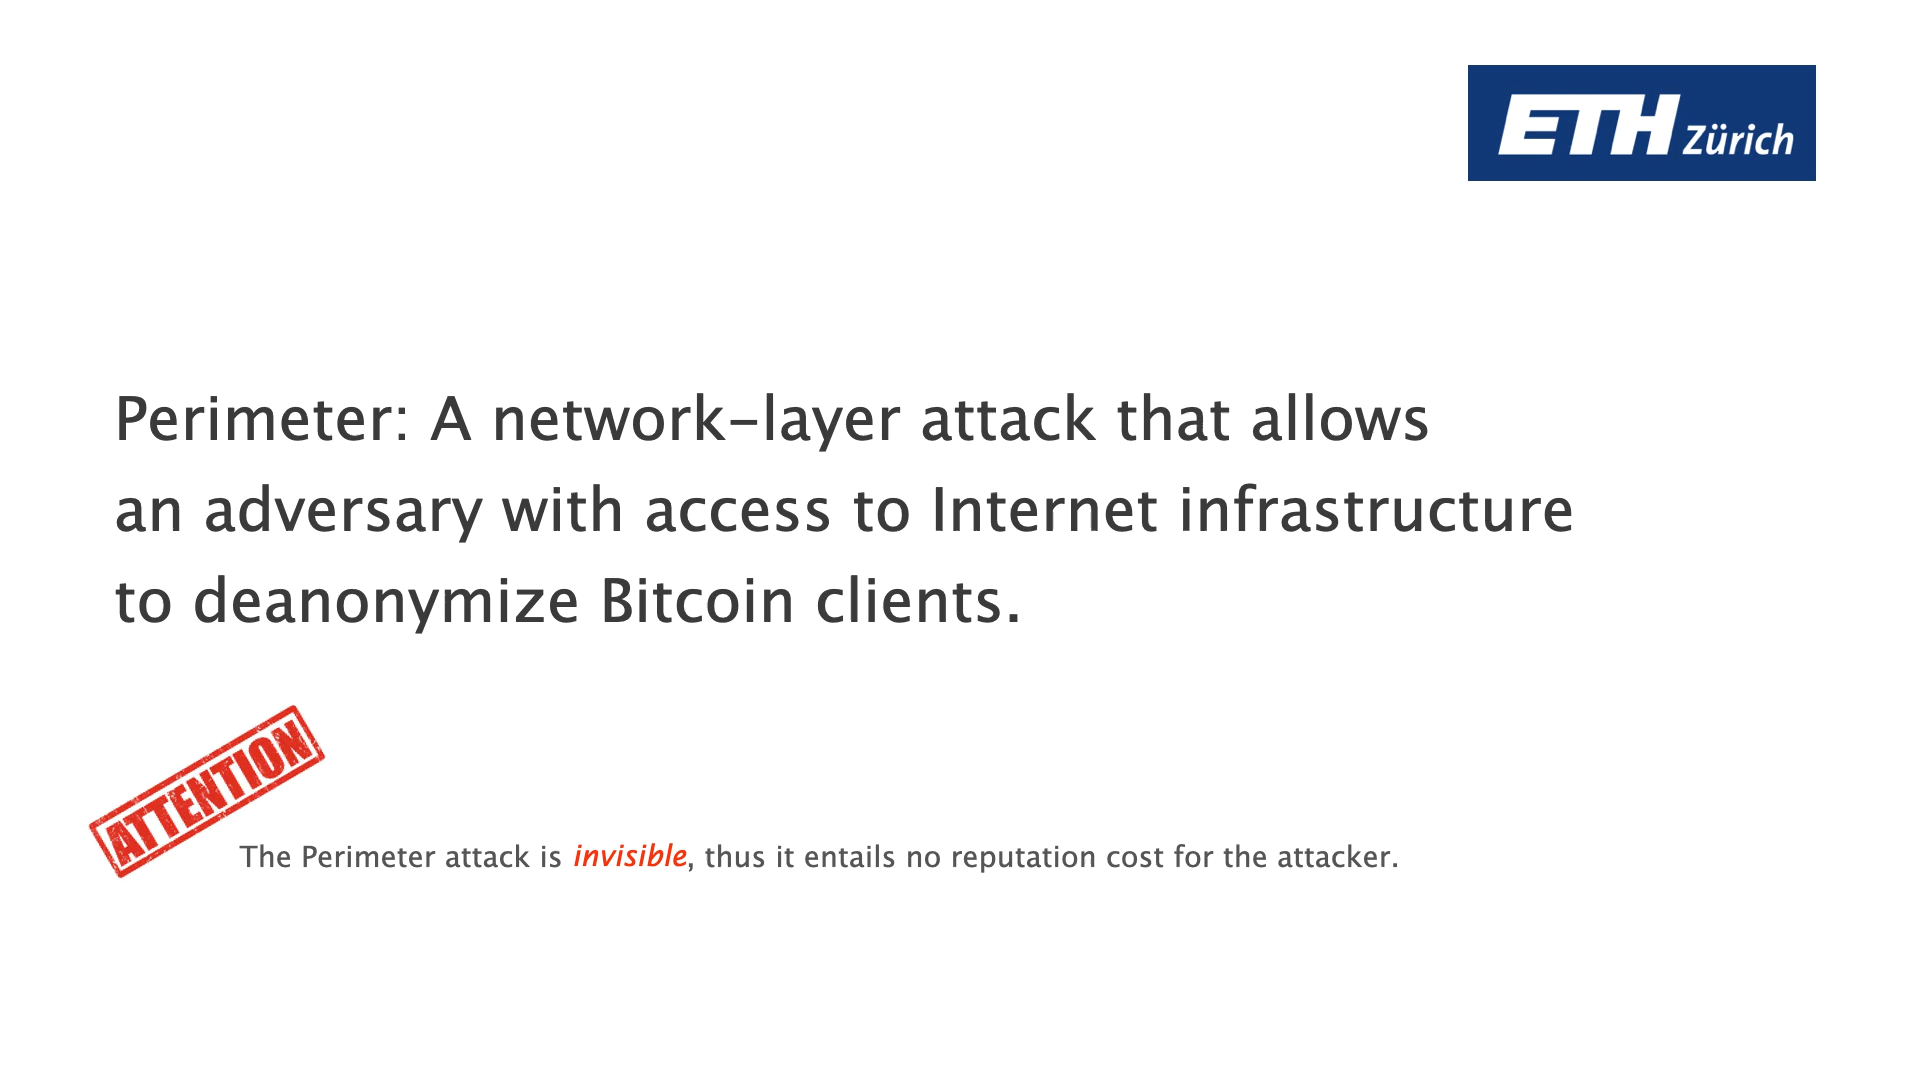 ETH Zürich
Perimeter: A network-layer attack that allows
an adversary with access to Internet infrastructure
to deanonymize Bitcoin clients.
ATTENTION
The Perimeter attack is invisible, thus it entails no reputation cost for the attacker.